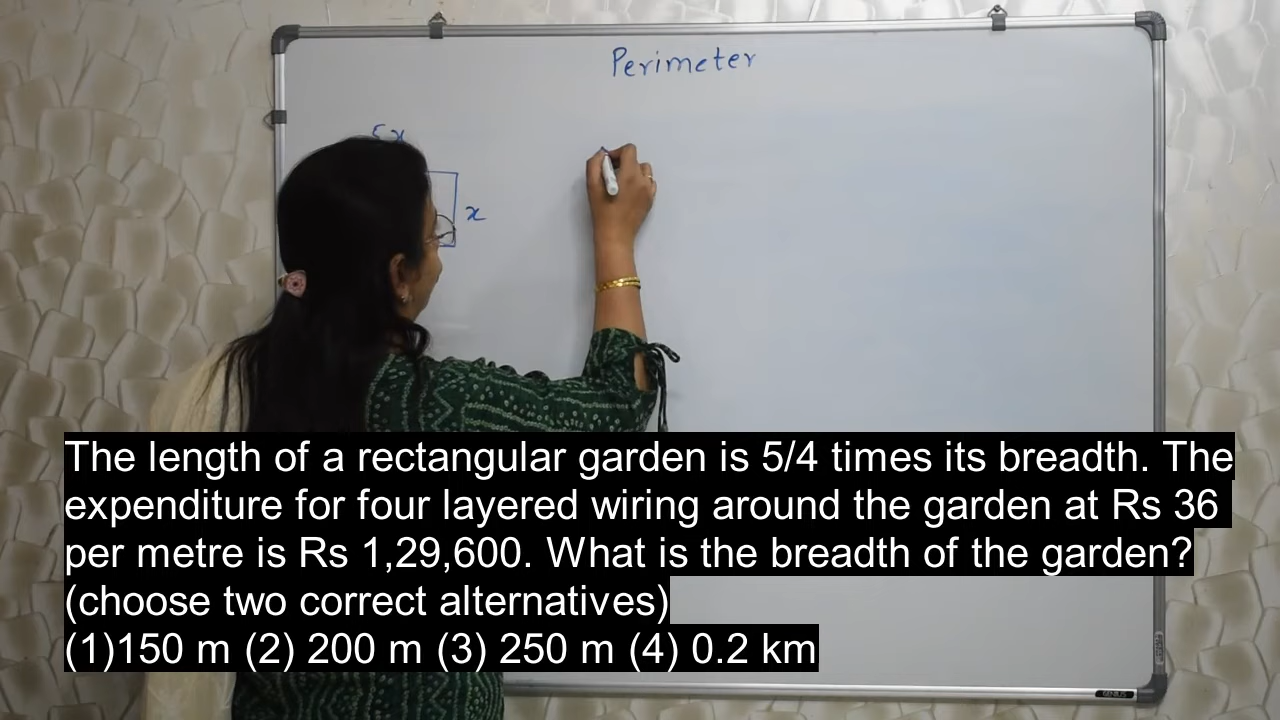 Perimeter
5x
x
The length of a rectangular garden is 5/4 times its breadth. The
expenditure for four layered wiring around the garden at Rs 36
per metre is Rs 1,29,600. What is the breadth of the garden?
(choose two correct alternatives)
(1)150 m (2) 200 m (3) 250 m (4) 0.2 km